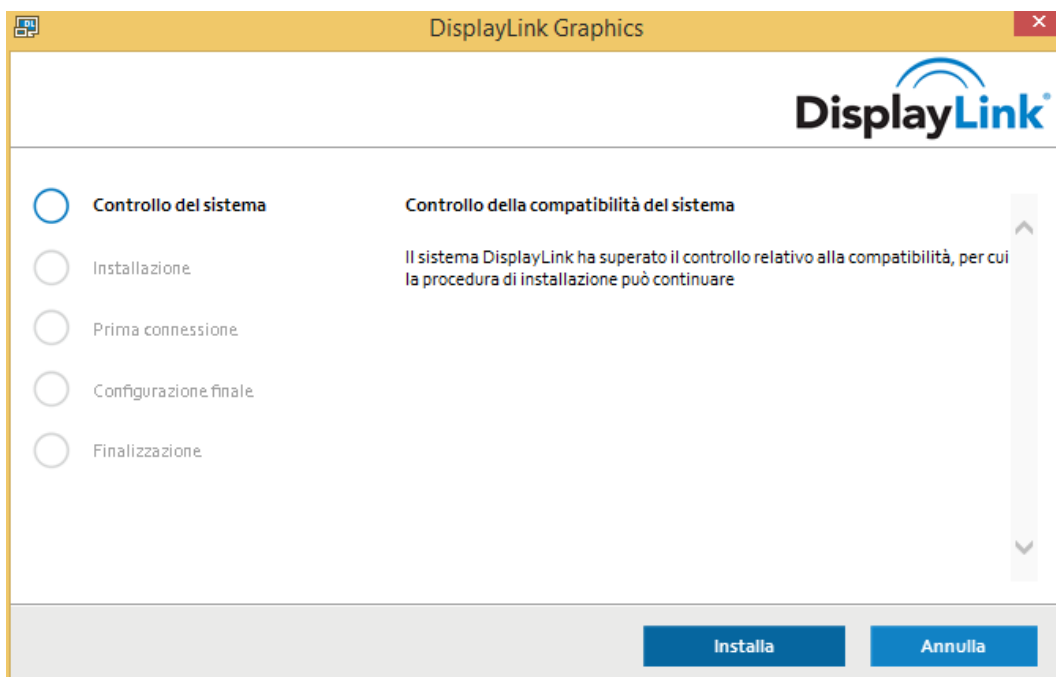 DL
DisplayLink Graphics
DisplayLink®
Controllo del sistema
Installazione
Prima connessione
Configurazione finale
Finalizzazione
Controllo della compatibilità del sistema
Il sistema DisplayLink ha superato il controllo relativo alla compatibilità, per cui
la procedura di installazione può continuare
Installa
Annulla